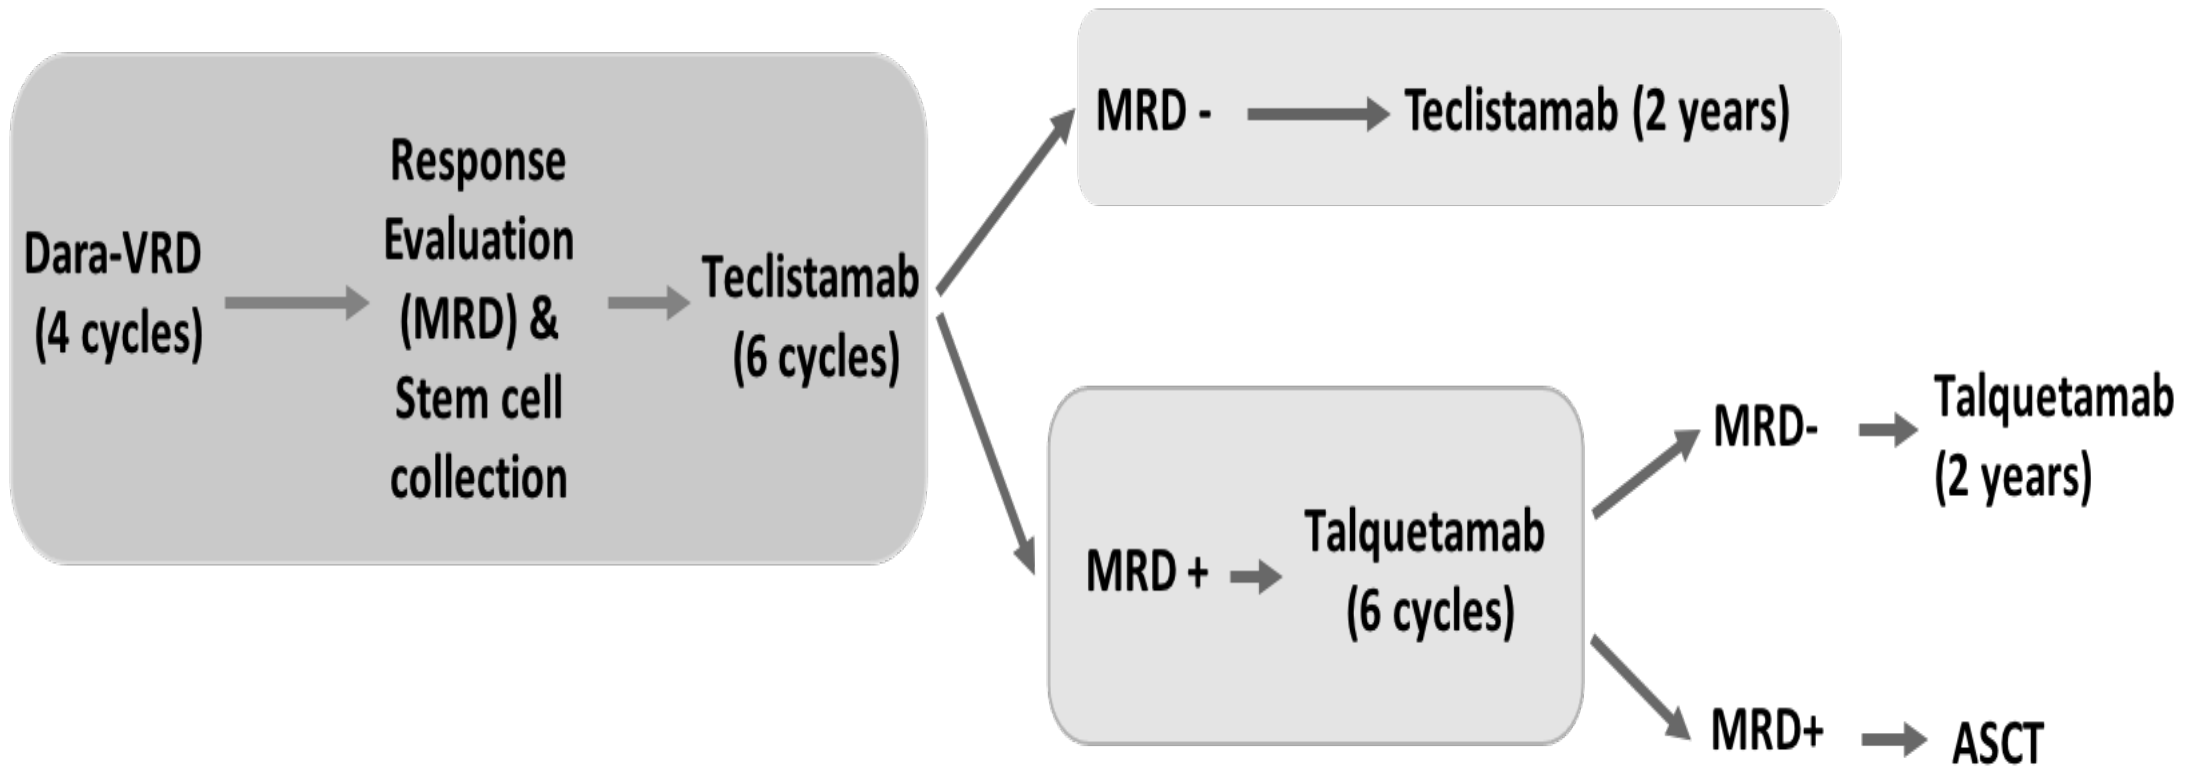 Dara-VRD
(4 cycles)
Response
Evaluation
(MRD) &
Stem cell
collection
Teclistamab
(6 cycles)
MRD -
Teclistamab (2 years)
MRD +
Talquetamab
(6 cycles)
MRD-
Talquetamab
(2 years)
MRD+
ASCT